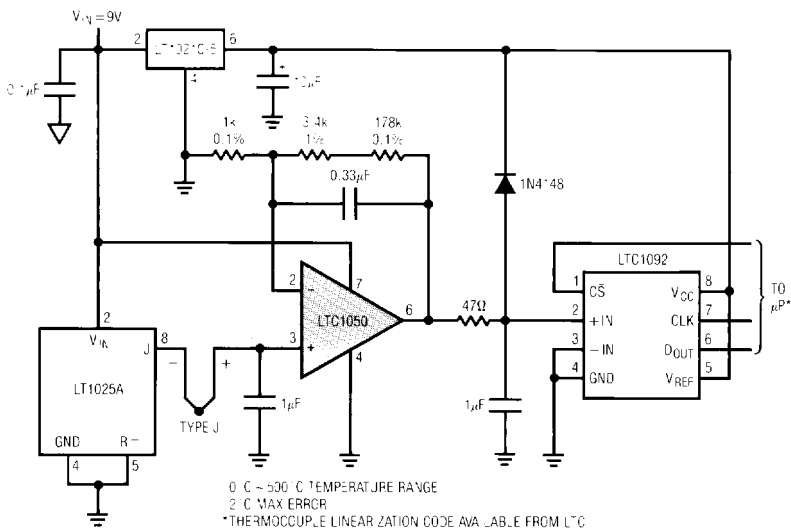 VIN = 9V
2
LT1021C-5
6
4
0.1µF
10µF
+
1k
0.1%
3.4k
1%
178k
0.1%
0.33µF
1N4148
LTC1092
1
CS
2
+IN
3
−IN
4
GND
8
VCC
7
CLK
6
DOUT
5
VREF
TO
µP*
2
−
7
LTC1050
6
3
+
4
47Ω
1µF
2
VIN
J
8
LT1025A
GND
R−
4
5
−
+
TYPE J
1µF
0°C – 500°C TEMPERATURE RANGE
2°C MAX ERROR
*THERMOCOUPLE LINEARIZATION CODE AVAILABLE FROM LTC